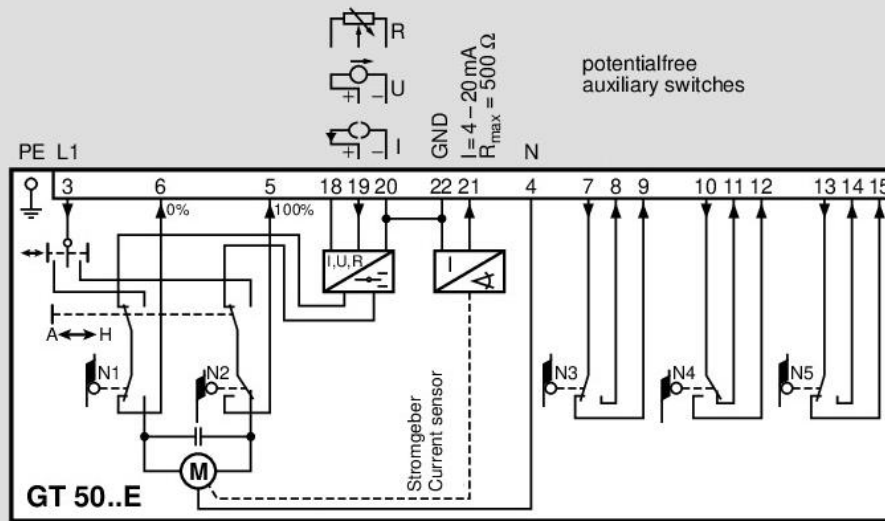 R
U
+ −
I
+ −
GND
I = 4 – 20 mA
Rmax = 500 Ω
potentialfree
auxiliary switches
PE L1
N
3 6 5 18 19 20 22 21 4 7 8 9 10 11 12 13 14 15
0%
100%
I,U,R
I
A H
N1
N2
N3
N4
N5
Stromgeber
Current sensor
M
GT 50..E